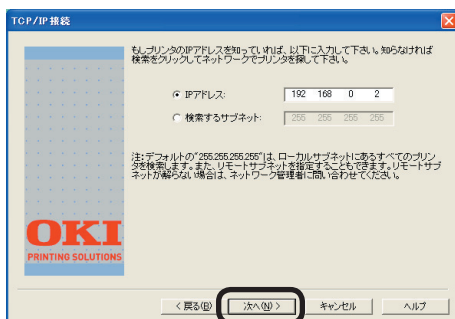 TCP/IP接続
もしプリンタのIPアドレスを知っていれば、以下に入力して下さい。知らなければ
検索をクリックしてネットワークでプリンタを探して下さい。
IPアドレス: 192 168 0 2
検索するサブネット: 255 255 255 255
注:デフォルトの"255.255.255.255"は、ローカルサブネットにあるすべてのプリン
タを検索します。また、リモートサブネットを指定することもできます。リモートサブ
ネットが解らない場合は、ネットワーク管理者に問い合わせてください。
OKI
PRINTING SOLUTIONS
< 戻る(B) 次へ(N) > キャンセル ヘルプ